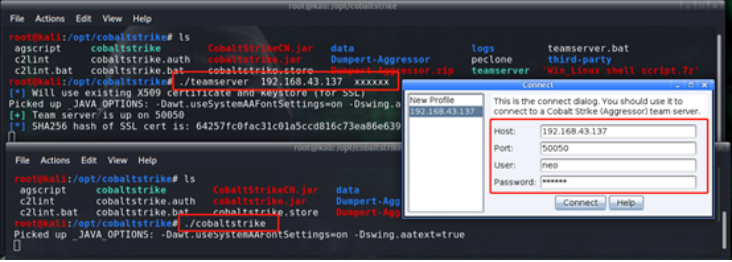 root@kali: /opt/cobaltstrike
File Actions Edit View Help
root@kali:/opt/cobaltstrike# ls
agscript cobaltstrike CobaltStrikeCN.jar data logs teamserver.bat
c2lint cobaltstrike.auth cobaltstrike.jar Dumpert-Aggressor peclone third-party
c2lint.bat cobaltstrike.bat cobaltstrike.store Dumpert-Aggressor.zip teamserver 'Win_Linux shell script.7z'
root@kali:/opt/cobaltstrike# ./teamserver 192.168.43.137 xxxxxx
[*] Will use existing X509 certificate and keystore (for SSL)
Picked up _JAVA_OPTIONS: -Dawt.useSystemAAFontSettings=on -Dswing.aa
[+] Team server is up on 50050
[*] SHA256 hash of SSL cert is: 64257fc0fac31c01a5ccd816c73ea86e639
Connect
New Profile
192.168.43.137
This is the connect dialog. You should use it
to connect to a Cobalt Strike (Aggressor) team server.
Host: 192.168.43.137
Port: 50050
User: neo
Password: ******
Connect Help
File Actions Edit View Help
root@kali:/opt/cobaltstrike# ls
agscript cobaltstrike CobaltStrikeCN.jar data
c2lint cobaltstrike.auth cobaltstrike.jar Dumpert-Agg
c2lint.bat cobaltstrike.bat cobaltstrike.store Dumpert-Agg
root@kali:/opt/cobaltstrike# ./cobaltstrike
Picked up _JAVA_OPTIONS: -Dawt.useSystemAAFontSettings=on -Dswing.aatext=true